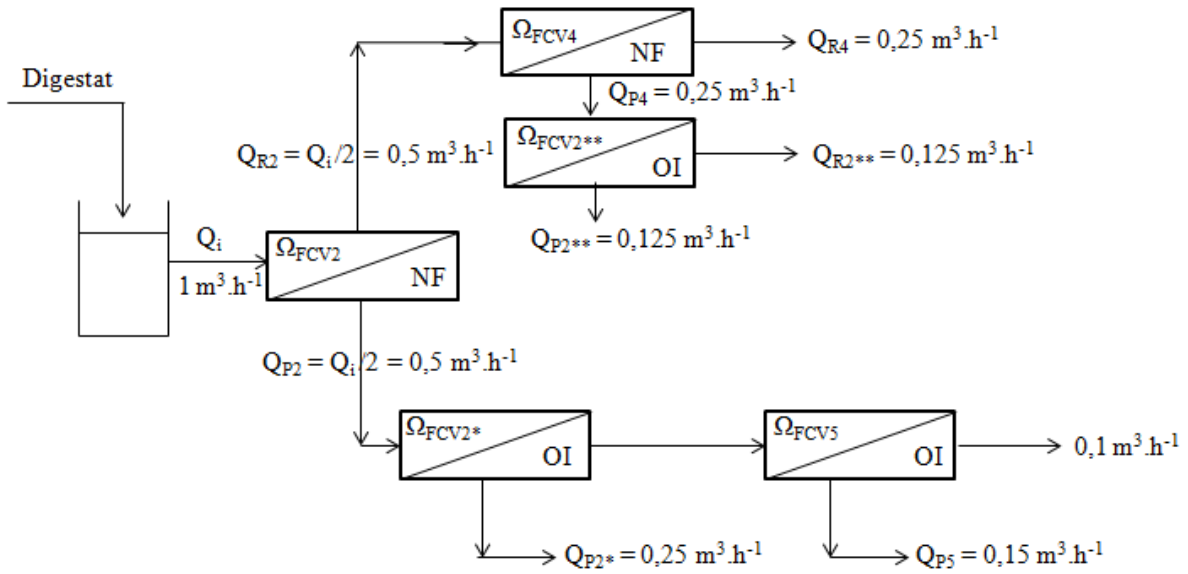 Ω_FCV4
NF
Q_R4 = 0,25 m³.h⁻¹
Digestat
Q_P4 = 0,25 m³.h⁻¹
Ω_FCV2**
OI
Q_R2 = Q_i/2 = 0,5 m³.h⁻¹
Q_R2** = 0,125 m³.h⁻¹
Q_P2** = 0,125 m³.h⁻¹
Q_i
1 m³.h⁻¹
Ω_FCV2
NF
Q_P2 = Q_i/2 = 0,5 m³.h⁻¹
Ω_FCV2*
OI
Ω_FCV5
OI
0,1 m³.h⁻¹
Q_P2* = 0,25 m³.h⁻¹
Q_P5 = 0,15 m³.h⁻¹